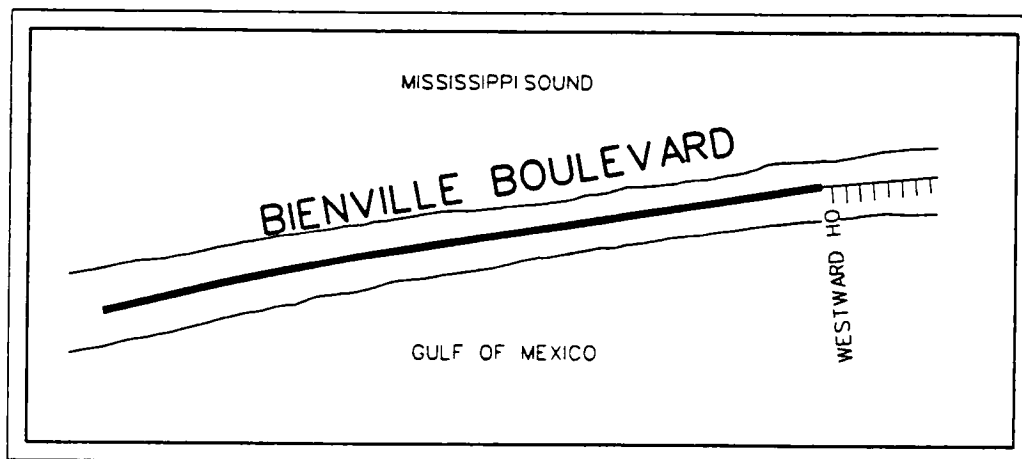 MISSISSIPPI SOUND
BIENVILLE BOULEVARD
WESTWARD HO
GULF OF MEXICO